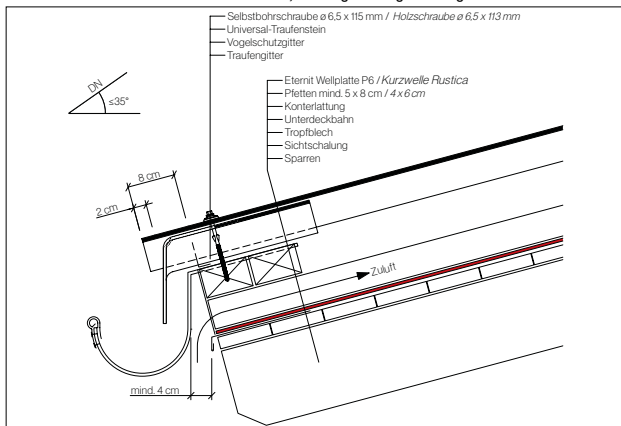 Selbstbohrschraube ø 6,5 x 115 mm / Holzschraube ø 6,5 x 113 mm
Universal-Traufenstein
Vogelschutzgitter
Traufengitter
Eternit Wellplatte P6 / Kurzwelle Rustica
Pfetten mind. 5 x 8 cm / 4 x 6 cm
Konterlattung
Unterdeckbahn
Tropfblech
Sichtschalung
Sparren
DN
≤35°
8 cm
2 cm
Zuluft
mind. 4 cm